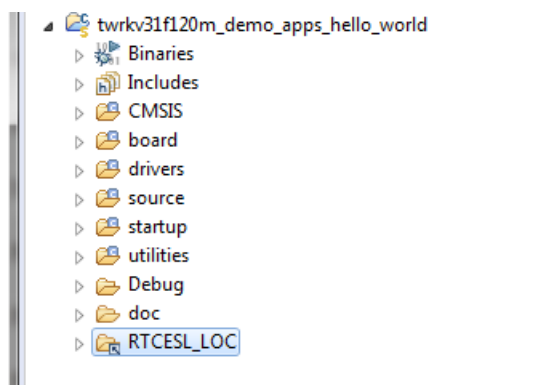 twrkv31f120m_demo_apps_hello_world
Binaries
Includes
CMSIS
board
drivers
source
startup
utilities
Debug
doc
RTCESL_LOC